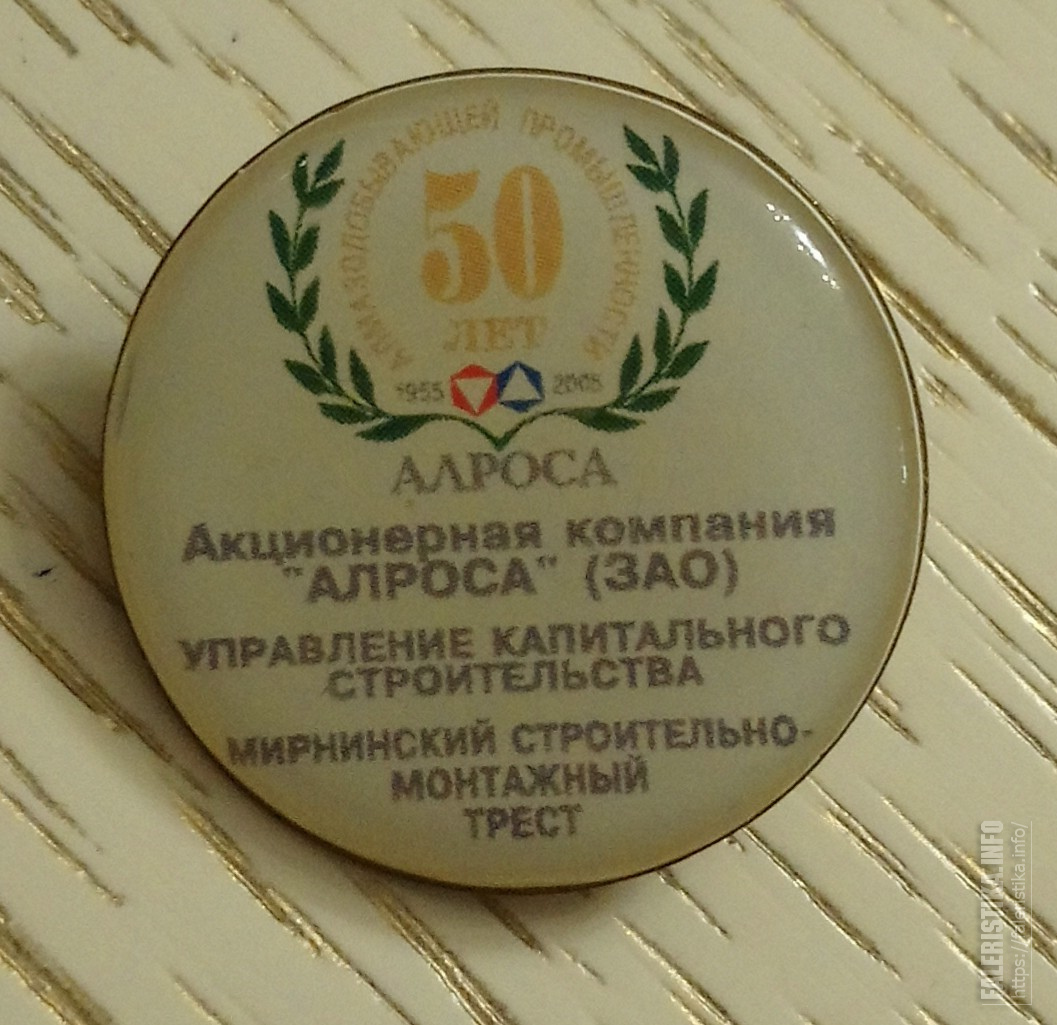 АЛМАЗОДОБЫВАЮЩЕЙ ПРОМЫШЛЕННОСТИ
50
ЛЕТ
1955 2005
АЛРОСА
Акционерная компания
"АЛРОСА" (ЗАО)
УПРАВЛЕНИЕ КАПИТАЛЬНОГО
СТРОИТЕЛЬСТВА
МИРНИНСКИЙ СТРОИТЕЛЬНО-
МОНТАЖНЫЙ
ТРЕСТ
FALERISTIKA.INFO
https://faleristika.info/